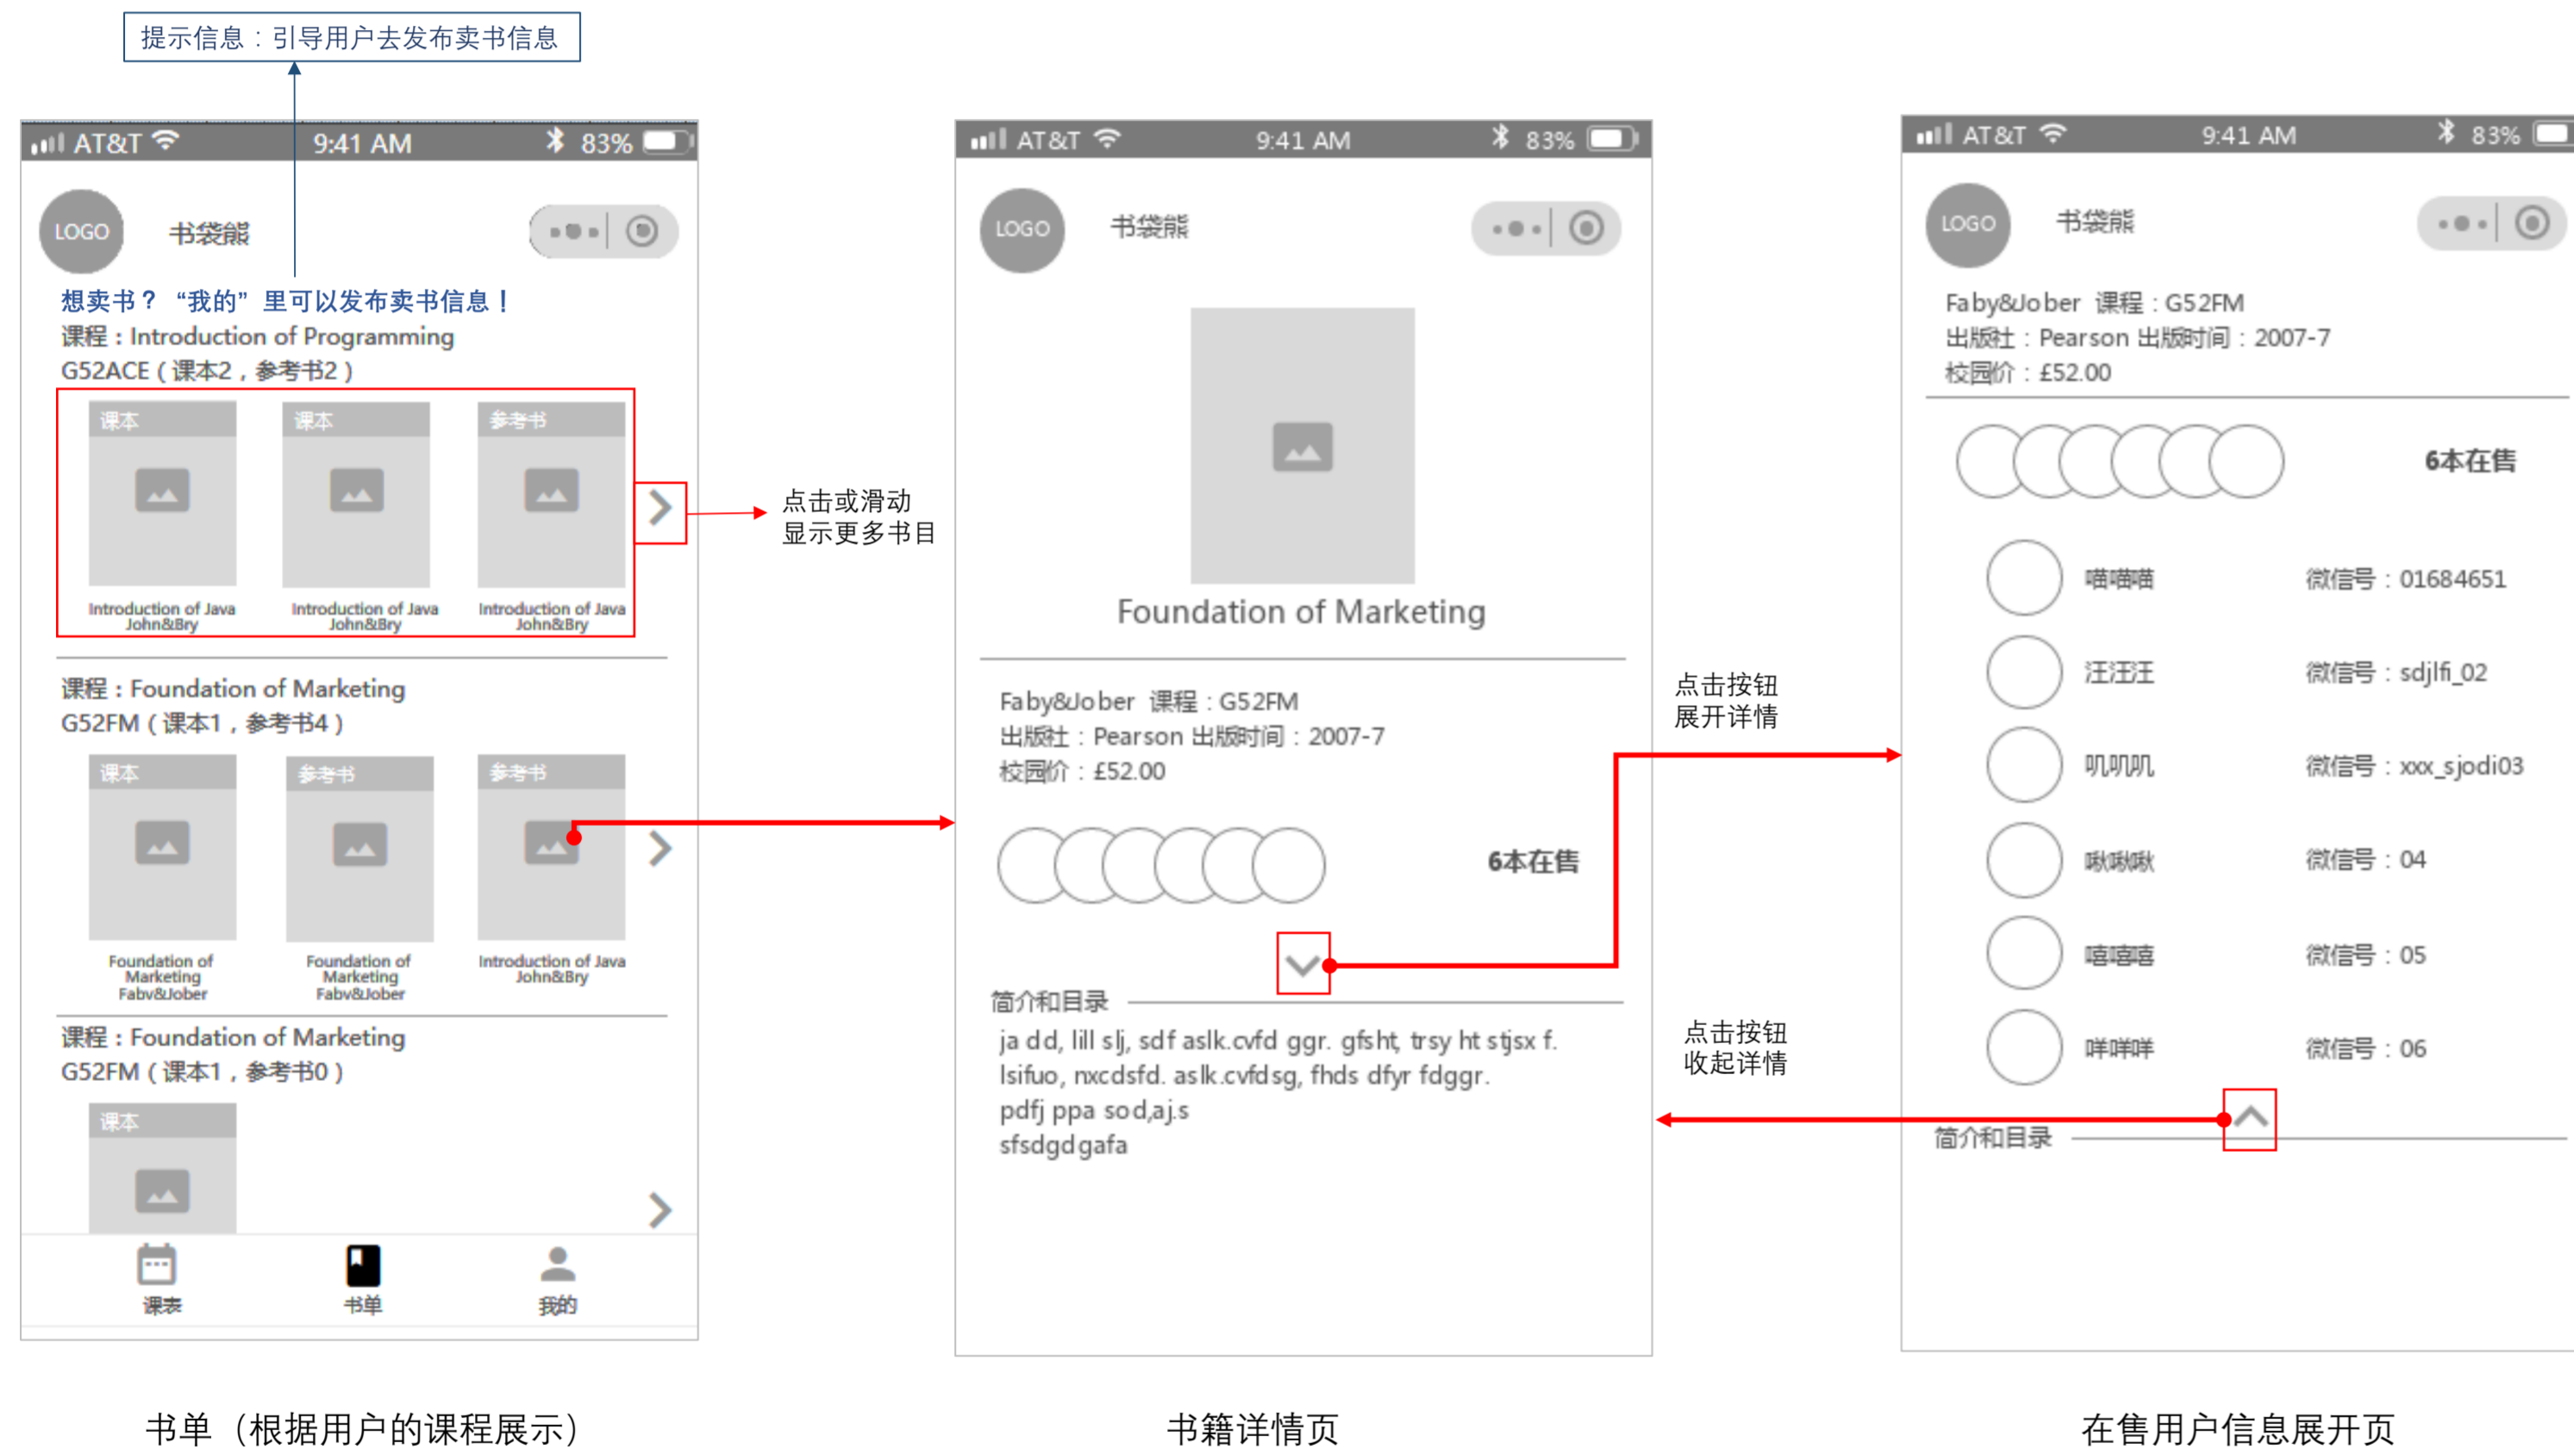 提示信息：引导用户去发布卖书信息
AT&T 9:41 AM 83%
LOGO 书袋熊
想卖书？“我的”里可以发布卖书信息！
课程：Introduction of Programming
G52ACE（课本2，参考书2）
课本 课本 参考书
Introduction of Java
John&Bry
Introduction of Java
John&Bry
Introduction of Java
John&Bry
点击或滑动
显示更多书目
课程：Foundation of Marketing
G52FM（课本1，参考书4）
课本 参考书 参考书
Foundation of
Marketing
Faby&Jober
Foundation of
Marketing
Faby&Jober
Introduction of Java
John&Bry
课程：Foundation of Marketing
G52FM（课本1，参考书0）
课本
课表 书单 我的
书单（根据用户的课程展示）
AT&T 9:41 AM 83%
LOGO 书袋熊
Foundation of Marketing
Faby&Jober 课程：G52FM
出版社：Pearson 出版时间：2007-7
校园价：£52.00
6本在售
简介和目录
ja dd, lill slj, sdf aslk.cvfd ggr. gfsht, trsy ht stjsx f.
lsifuo, nxcdsfd. aslk.cvfdsg, fhds dfyr fdggr.
pdfj ppa sod,aj.s
sfsdgdgafa
书籍详情页
点击按钮
展开详情
点击按钮
收起详情
AT&T 9:41 AM 83%
LOGO 书袋熊
Faby&Jober 课程：G52FM
出版社：Pearson 出版时间：2007-7
校园价：£52.00
6本在售
喵喵喵 微信号：01684651
汪汪汪 微信号：sdjlfi_02
叽叽叽 微信号：xxx_sjodi03
啾啾啾 微信号：04
嘻嘻嘻 微信号：05
咩咩咩 微信号：06
简介和目录
在售用户信息展开页